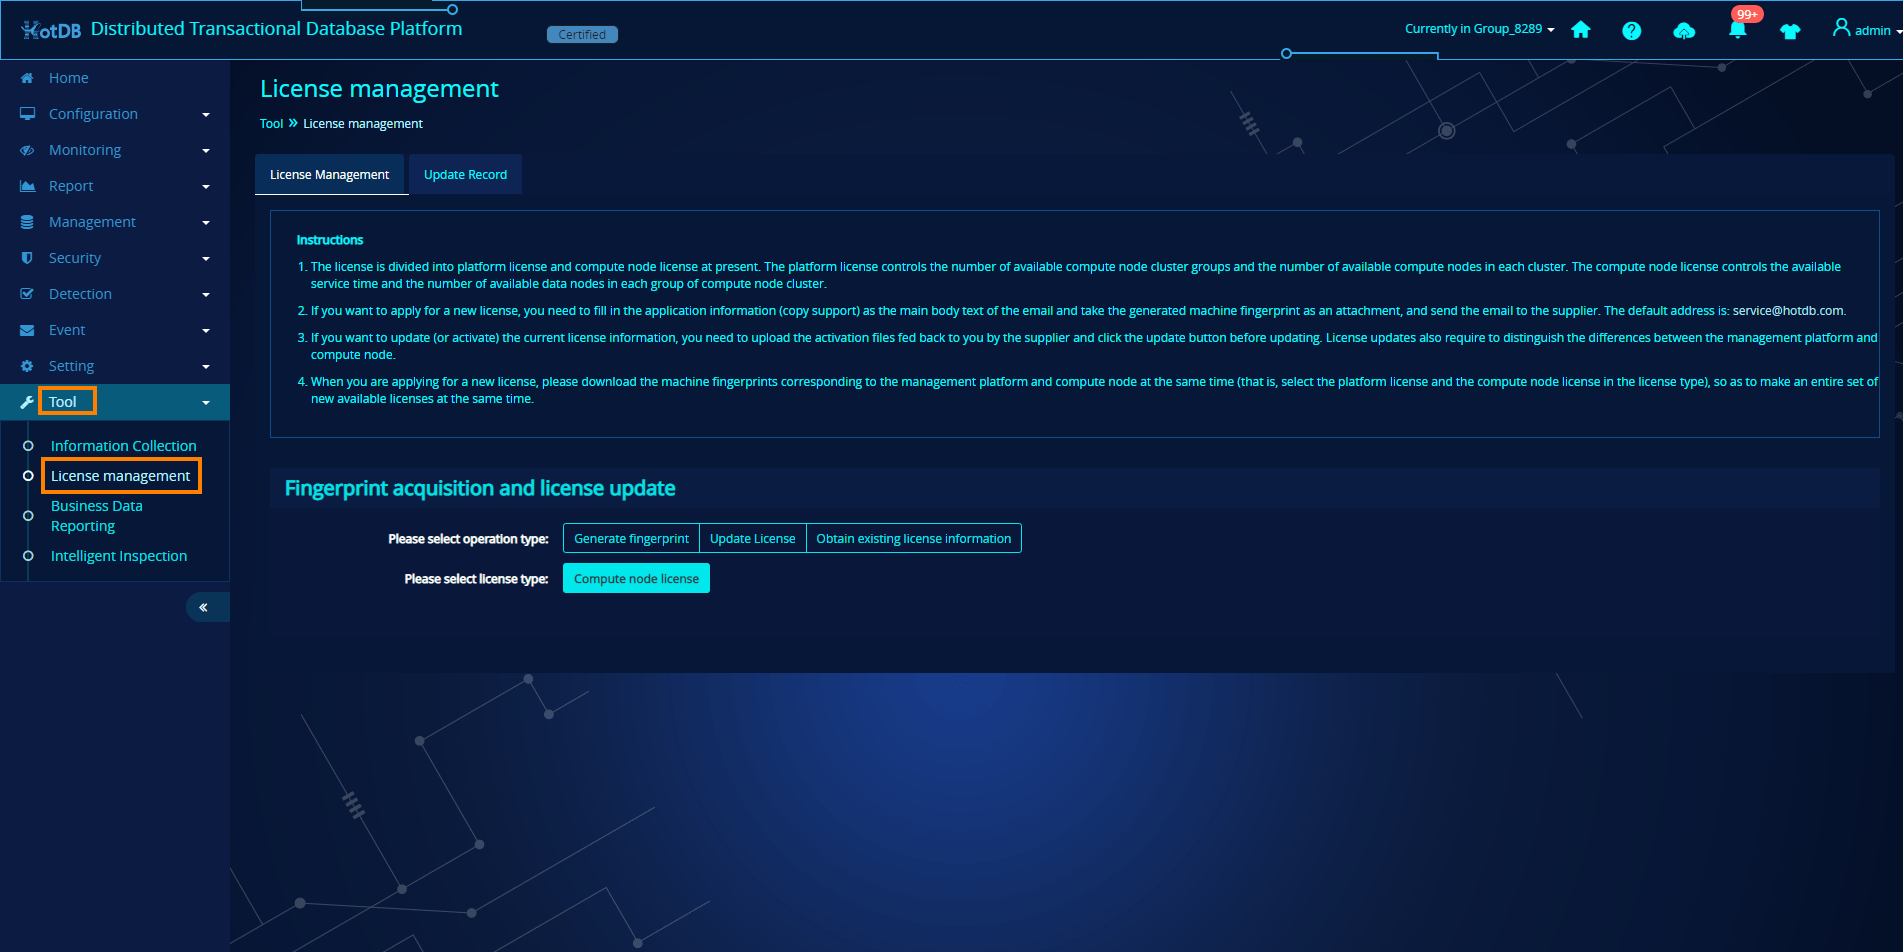 HotDB Distributed Transactional Database Platform
Certified
Currently in Group_8289
99+
admin
Home
Configuration
Monitoring
Report
Management
Security
Detection
Event
Setting
Tool
Information Collection
License management
Business Data
Reporting
Intelligent Inspection
License management
Tool » License management
License Management
Update Record
Instructions
1. The license is divided into platform license and compute node license at present. The platform license controls the number of available compute node cluster groups and the number of available compute nodes in each cluster. The compute node license controls the available
service time and the number of available data nodes in each group of compute node cluster.
2. If you want to apply for a new license, you need to fill in the application information (copy support) as the main body text of the email and take the generated machine fingerprint as an attachment, and send the email to the supplier. The default address is: service@hotdb.com.
3. If you want to update (or activate) the current license information, you need to upload the activation files fed back to you by the supplier and click the update button before updating. License updates also require to distinguish the differences between the management platform and
compute node.
4. When you are applying for a new license, please download the machine fingerprints corresponding to the management platform and compute node at the same time (that is, select the platform license and the compute node license in the license type), so as to make an entire set of
new available licenses at the same time.
Fingerprint acquisition and license update
Please select operation type: Generate fingerprint Update License Obtain existing license information
Please select license type: Compute node license